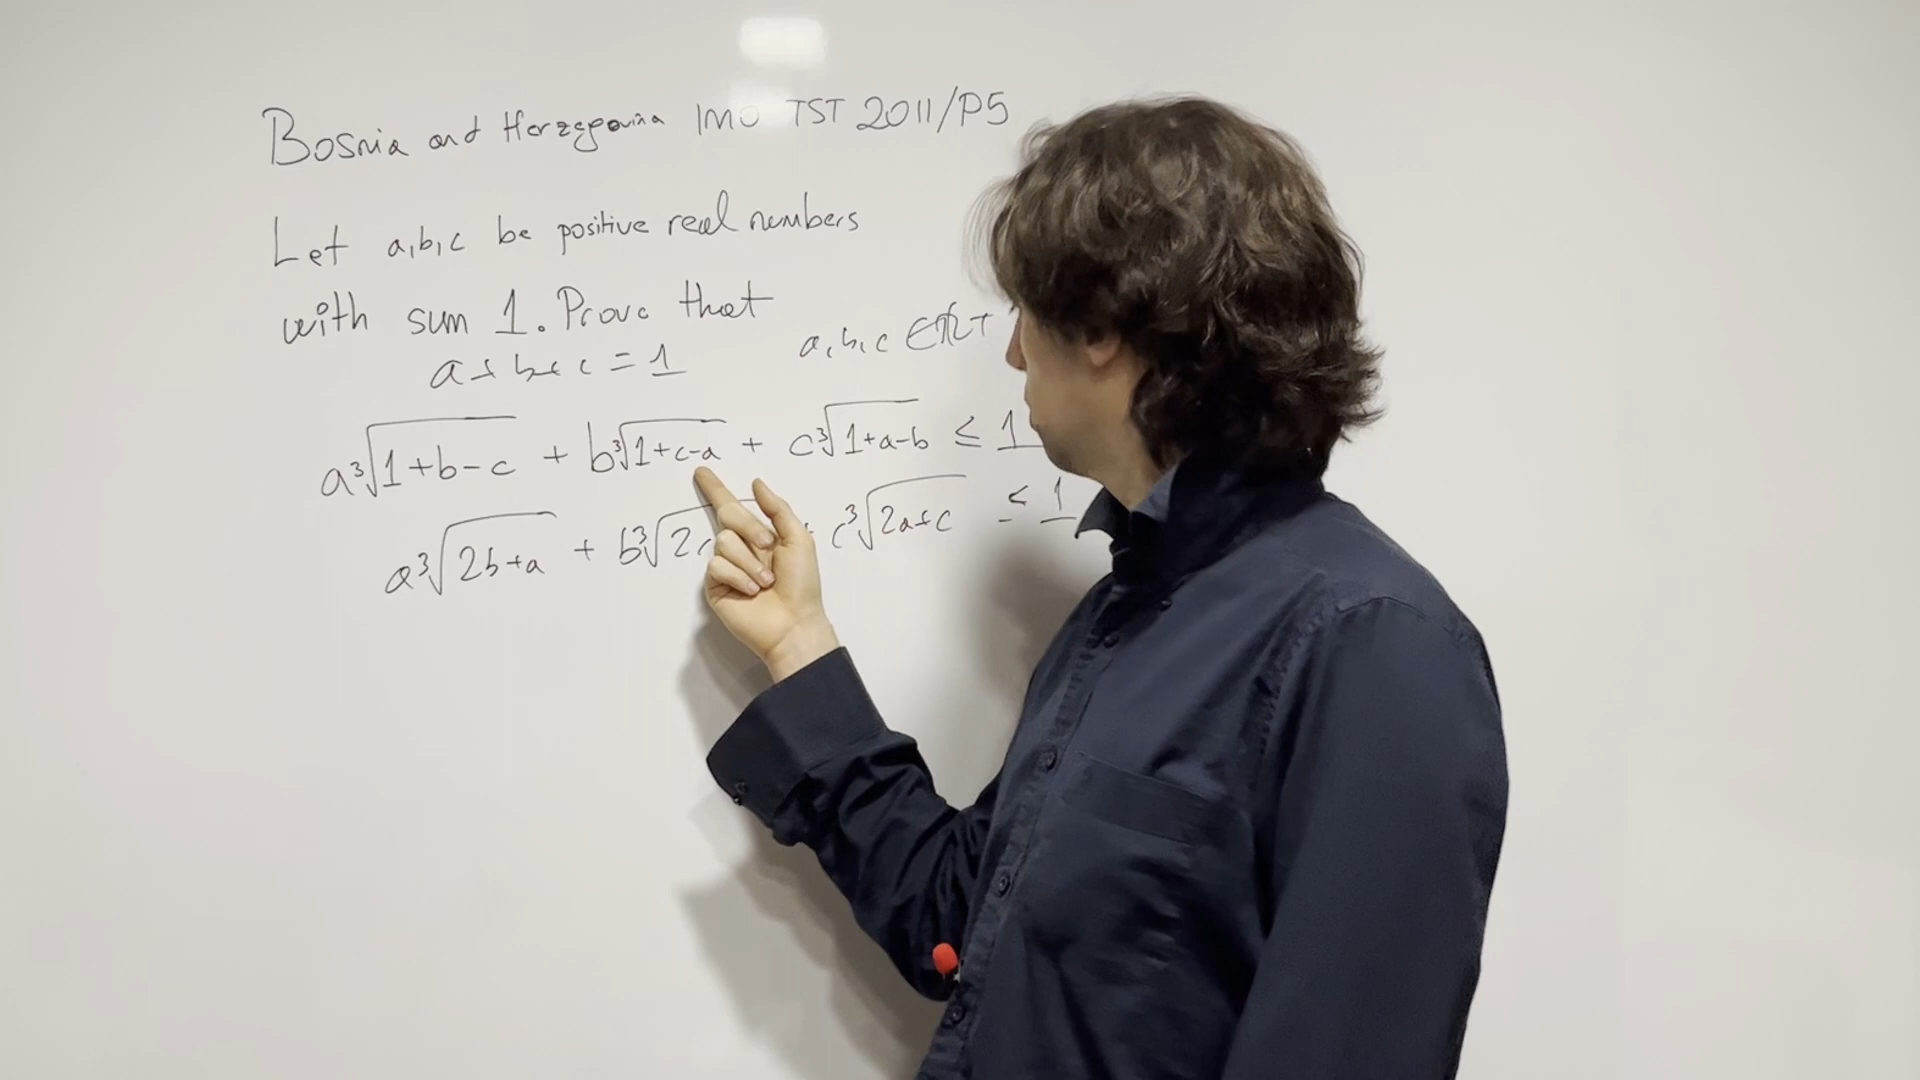 Bosnia and Herzegovina IMO TST 2011/P5
Let a,b,c be positive real numbers
with sum 1. Prove that
a+b+c=1 a,b,c ∈ ℝ+
a∛(1+b-c) + b∛(1+c-a) + c∛(1+a-b) ≤ 1
a∛(2b+a) + b∛(2 c∛(2a+c) ≤ 1